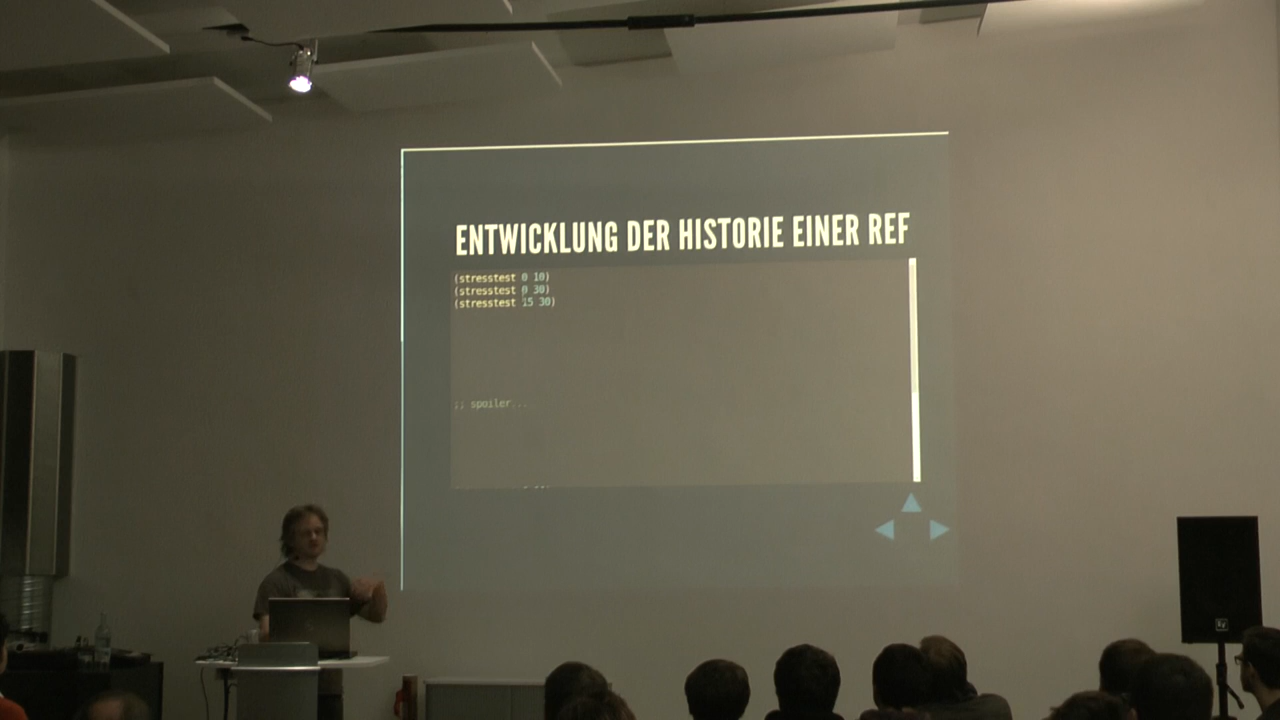 ENTWICKLUNG DER HISTORIE EINER REF
(stresstest 0 10)
(stresstest 0 30)
(stresstest 15 30)
;; spoiler...